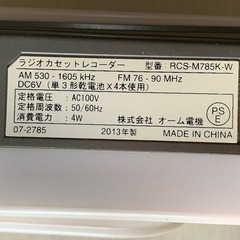 ラジオカセットレコーダー 型番: RCS-M785K-W
AM 530 - 1605 kHz FM 76 - 90 MHz
DC6V (単3形乾電池×4本使用)
定格電圧: AC100V
定格周波数: 50/60Hz
消費電力: 4W
株式会社 オーム電機
PSE
07-2785 2013年製 MADE IN CHINA